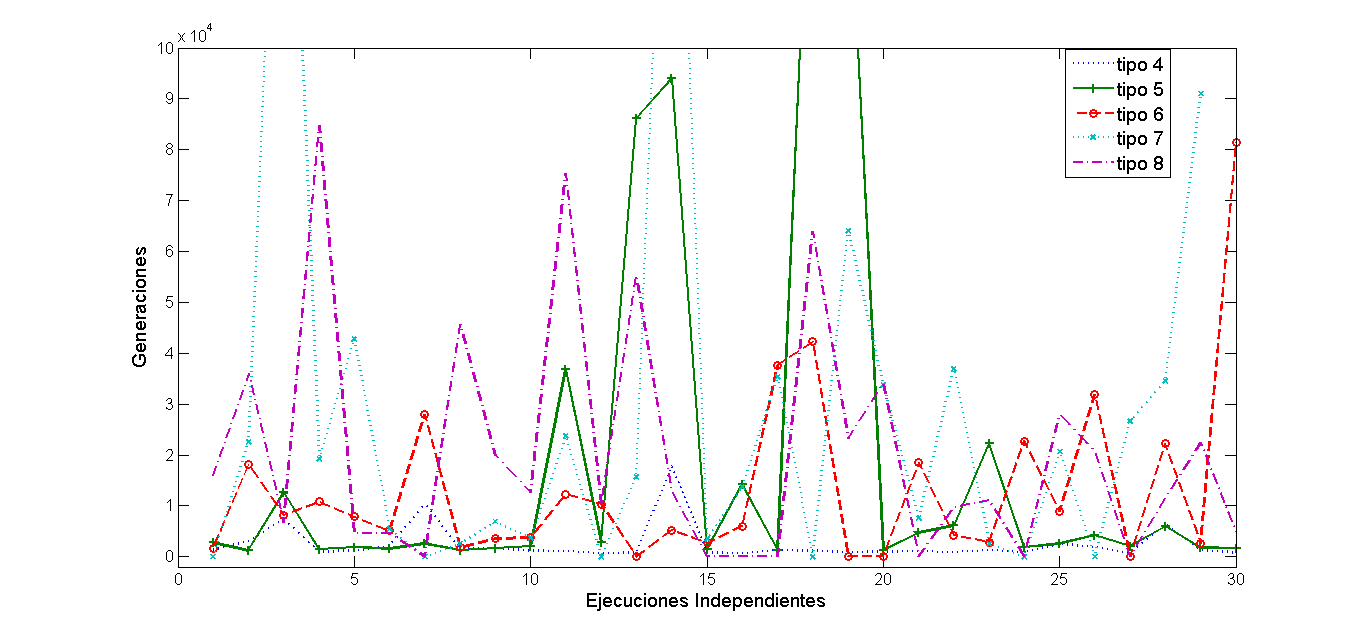 x 10^4
10
9
8
7
6
5
4
3
2
1
0
Generaciones
0 5 10 15 20 25 30
Ejecuciones Independientes
tipo 4
tipo 5
tipo 6
tipo 7
tipo 8